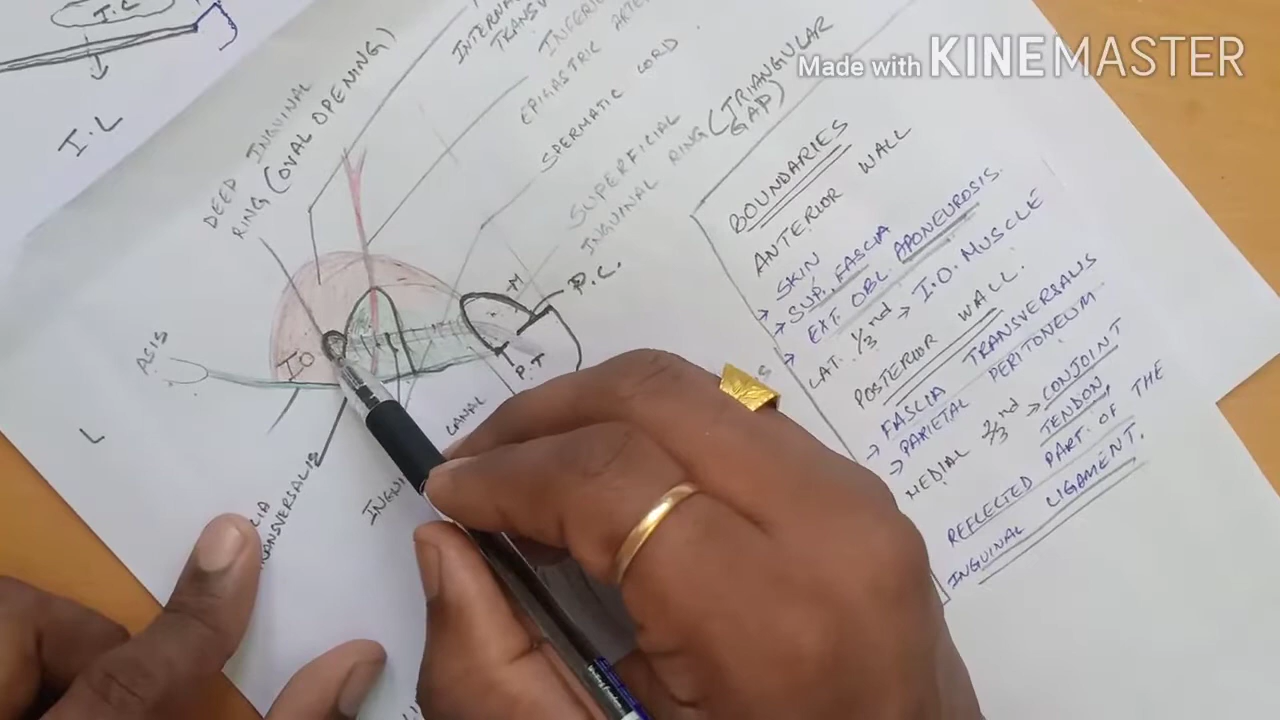 I.L
I.L
Made with KINEMASTER
DEEP INGUINAL
RING (OVAL OPENING)
EPIGASTRIC
SPERMATIC CORD
SUPERFICIAL
INGUINAL RING (TRIANGULAR
GAP)
ASIS
IO
P.C.
P.T
L
TRANSVERSALIS
CANAL
BOUNDARIES
ANTERIOR WALL
→ SKIN
→ SUP. FASCIA
→ EXT. OBL. APONEUROSIS.
LAT. 1/3nd → I.O. MUSCLE
POSTERIOR WALL.
→ FASCIA TRANSVERSALIS
→ PARIETAL PERITONEUM
MEDIAL 2/3nd → CONJOINT
TENDON,
REFLECTED PART. OF THE
INGUINAL LIGAMENT.